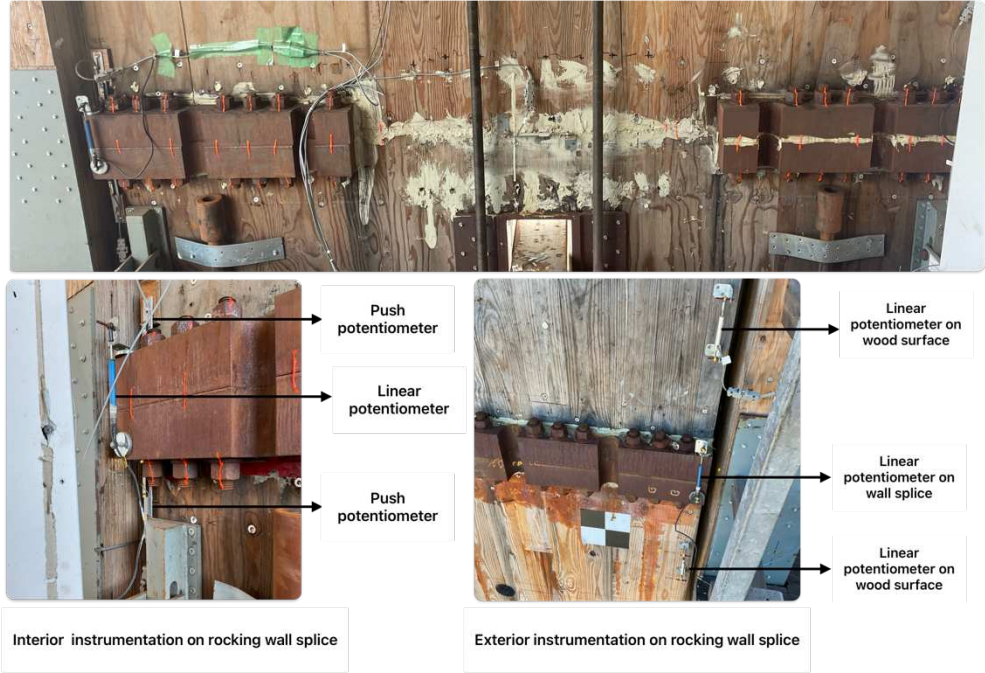 Push
potentiometer
Linear
potentiometer
Push
potentiometer
Interior instrumentation on rocking wall splice
Linear
potentiometer on
wood surface
Linear
potentiometer on
wall splice
Linear
potentiometer on
wood surface
Exterior instrumentation on rocking wall splice